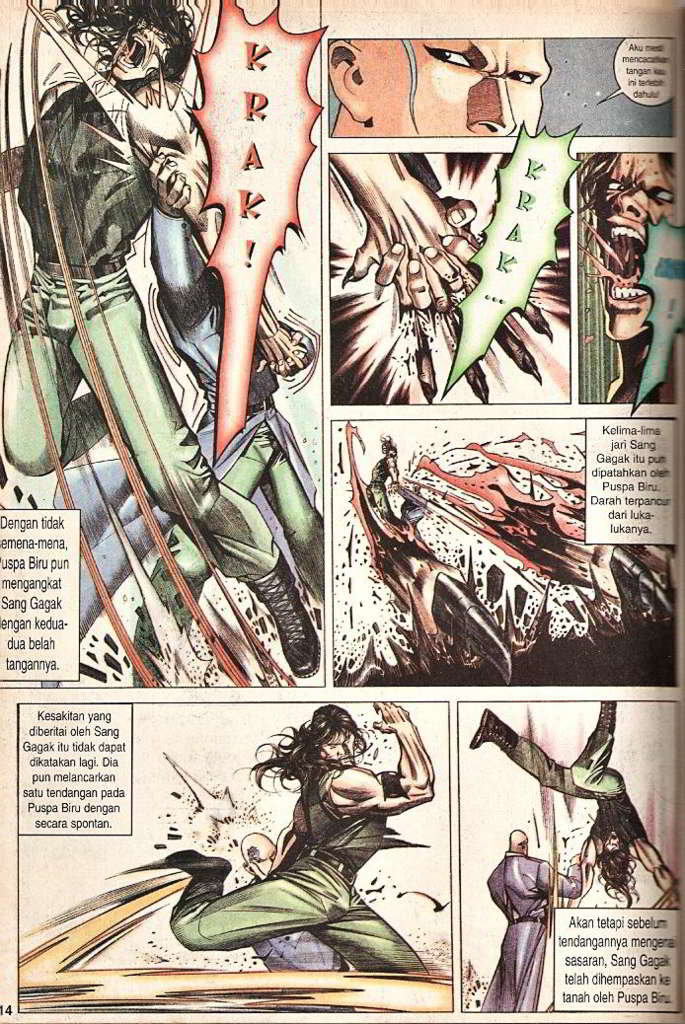 KRAK!
Aku mesti
mencacatkan
tangan kau
ini terlebih
dahulu!
KRAK...
Dengan tidak
semena-mena,
Puspa Biru pun
mengangkat
Sang Gagak
dengan kedua-
dua belah
tangannya.
Kelima-lima
jari Sang
Gagak itu pun
dipatahkan oleh
Puspa Biru.
Darah terpancur
dari luka-
lukanya.
Kesakitan yang
diberitai oleh Sang
Gagak itu tidak dapat
dikatakan lagi. Dia
pun melancarkan
satu tendangan pada
Puspa Biru dengan
secara spontan.
Akan tetapi sebelum
tendangannya mengenai
sasaran, Sang Gagak
telah dihempaskan ke
tanah oleh Puspa Biru.
14